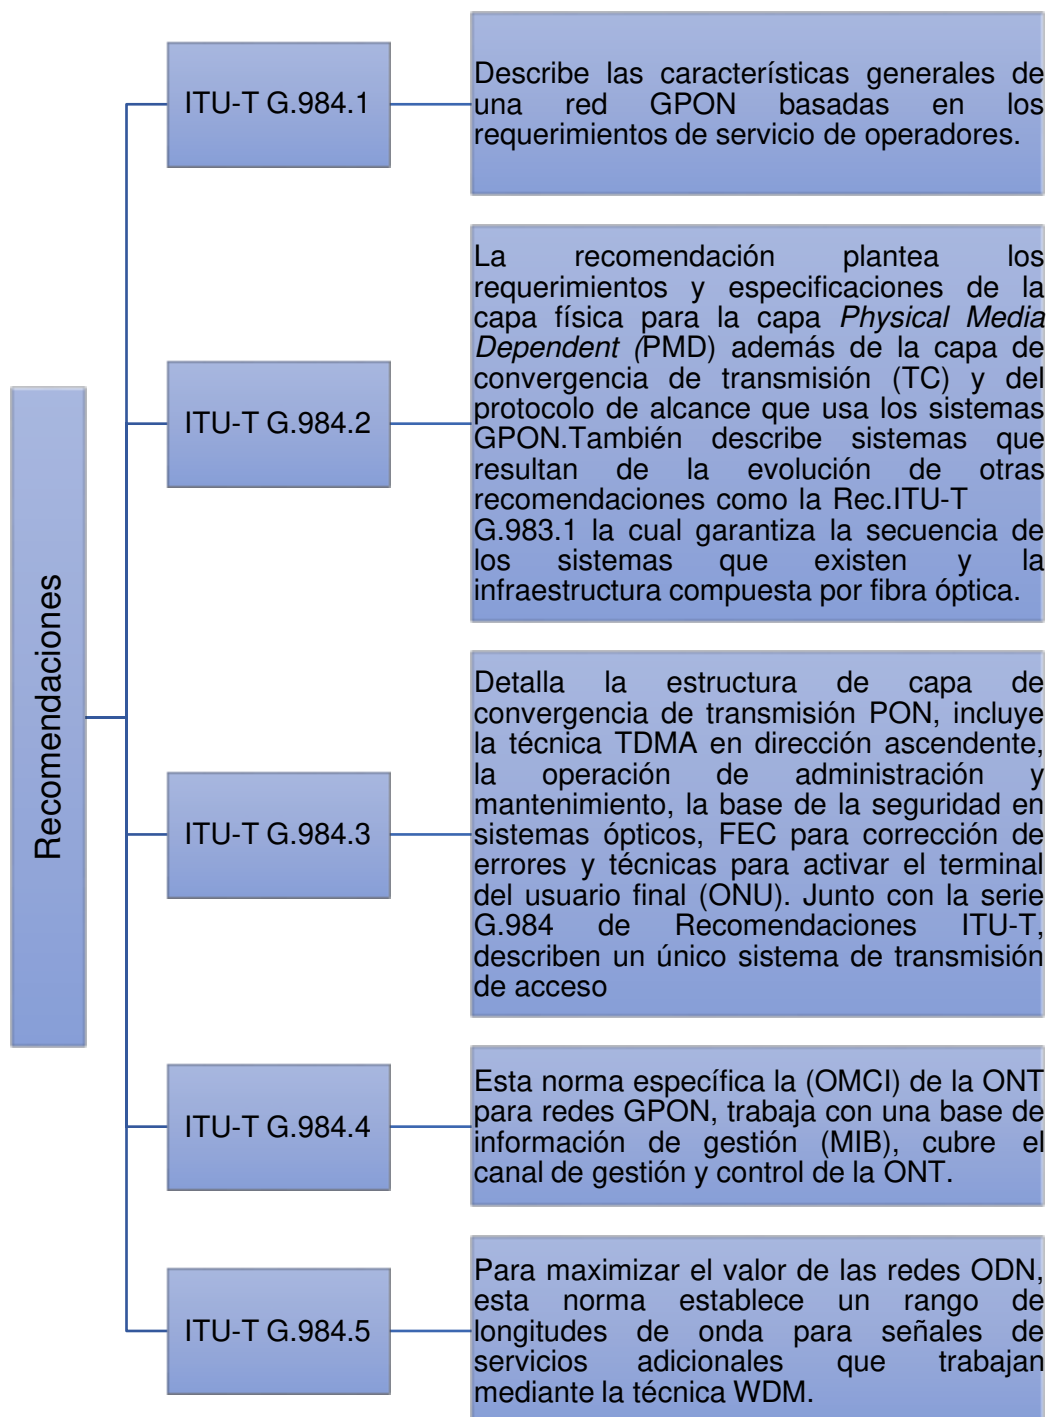 Recomendaciones
ITU-T G.984.1
Describe las características generales de
una red GPON basadas en los
requerimientos de servicio de operadores.
ITU-T G.984.2
La recomendación plantea los
requerimientos y especificaciones de la
capa física para la capa Physical Media
Dependent (PMD) además de la capa de
convergencia de transmisión (TC) y del
protocolo de alcance que usa los sistemas
GPON.También describe sistemas que
resultan de la evolución de otras
recomendaciones como la Rec.ITU-T
G.983.1 la cual garantiza la secuencia de
los sistemas que existen y la
infraestructura compuesta por fibra óptica.
ITU-T G.984.3
Detalla la estructura de capa de
convergencia de transmisión PON, incluye
la técnica TDMA en dirección ascendente,
la operación de administración y
mantenimiento, la base de la seguridad en
sistemas ópticos, FEC para corrección de
errores y técnicas para activar el terminal
del usuario final (ONU). Junto con la serie
G.984 de Recomendaciones ITU-T,
describen un único sistema de transmisión
de acceso
ITU-T G.984.4
Esta norma específica la (OMCI) de la ONT
para redes GPON, trabaja con una base de
información de gestión (MIB), cubre el
canal de gestión y control de la ONT.
ITU-T G.984.5
Para maximizar el valor de las redes ODN,
esta norma establece un rango de
longitudes de onda para señales de
servicios adicionales que trabajan
mediante la técnica WDM.